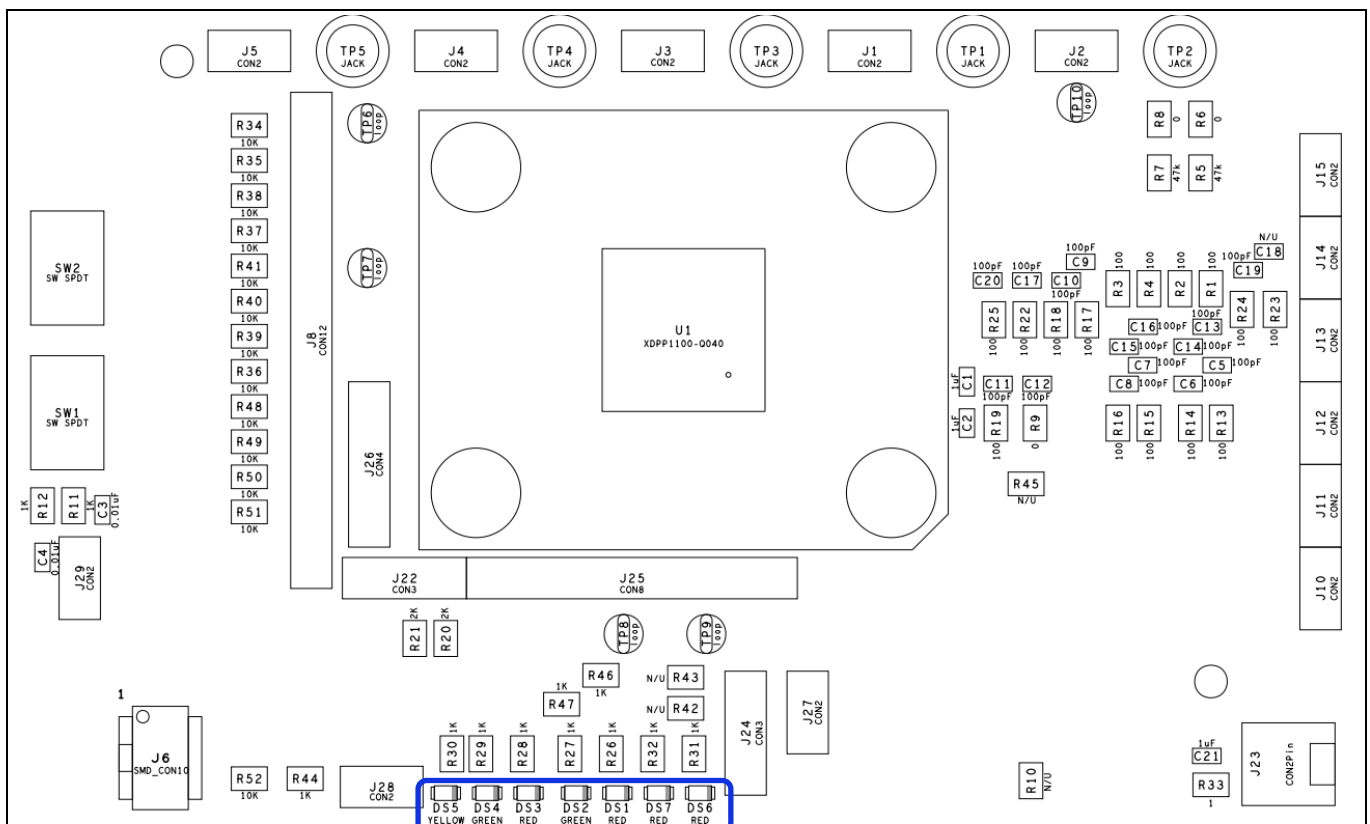 J5
CON2
TP5
JACK
J4
CON2
TP4
JACK
J3
CON2
TP3
JACK
J1
CON2
TP1
JACK
J2
CON2
TP2
JACK
TP6
loop
TP10
loop
R8
0
R6
0
R7
47k
R5
47k
R34
10K
R35
10K
R38
10K
R37
10K
R41
10K
R40
10K
R39
10K
R36
10K
R48
10K
R49
10K
R50
10K
R51
10K
J8
CON12
TP7
loop
SW2
SW SPDT
SW1
SW SPDT
U1
XDPP1100-Q040
J26
CON4
J15
CON2
J14
CON2
J13
CON2
J12
CON2
J11
CON2
J10
CON2
N/U
C18
100pF
C19
100pF
C9
100pF
C20
100pF
C17
C10
100pF
R3
100
R4
100
R2
100
R1
100
R24
100
R23
100
R25
100
R22
100
R18
100
R17
100
100pF
C16
100pF
C13
C15
100pF
C14
100pF
C7
100pF
C5
100pF
C8
100pF
C6
100pF
1uF
C1
1uF
C2
C11
100pF
C12
100pF
R19
100
R9
0
R16
100
R15
100
R14
100
R13
100
R45
N/U
1K
R12
R11
1K
C3
0.01uF
C4
0.01uF
J29
CON2
J22
CON3
J25
CON8
R21
2K
R20
2K
TP8
loop
TP9
loop
R46
1K
1K
R47
N/U
R43
N/U
R42
J24
CON3
J27
CON2
1
J6
SMD_CON10
R52
10K
R44
1K
J28
CON2
R30
1K
R29
1K
R28
1K
R27
1K
R26
1K
R32
1K
R31
1K
DS5
YELLOW
DS4
GREEN
DS3
RED
DS2
GREEN
DS1
RED
DS7
RED
DS6
RED
R10
N/U
1uF
C21
R33
1
J23
CON2Pin